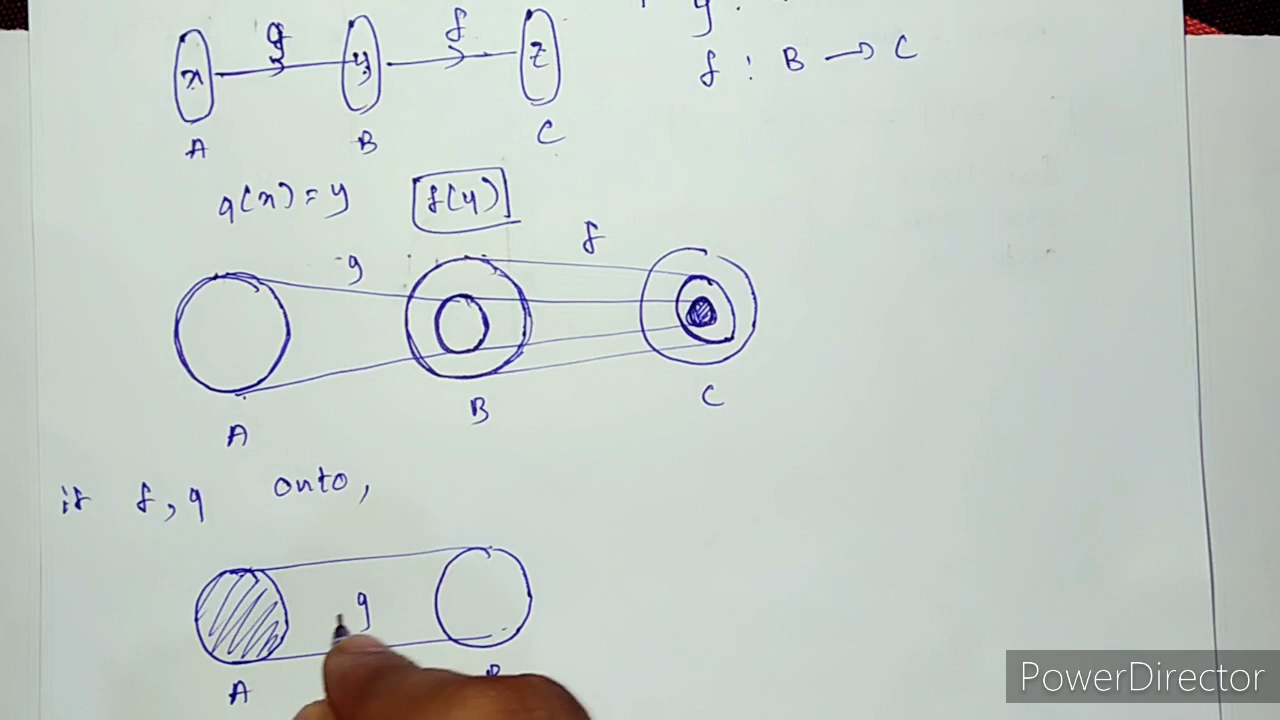 g f
x y z
g :
f : B → C
A B C
g(x) = y f(y)
g f
A B C
if f, g onto,
g
A B
PowerDirector